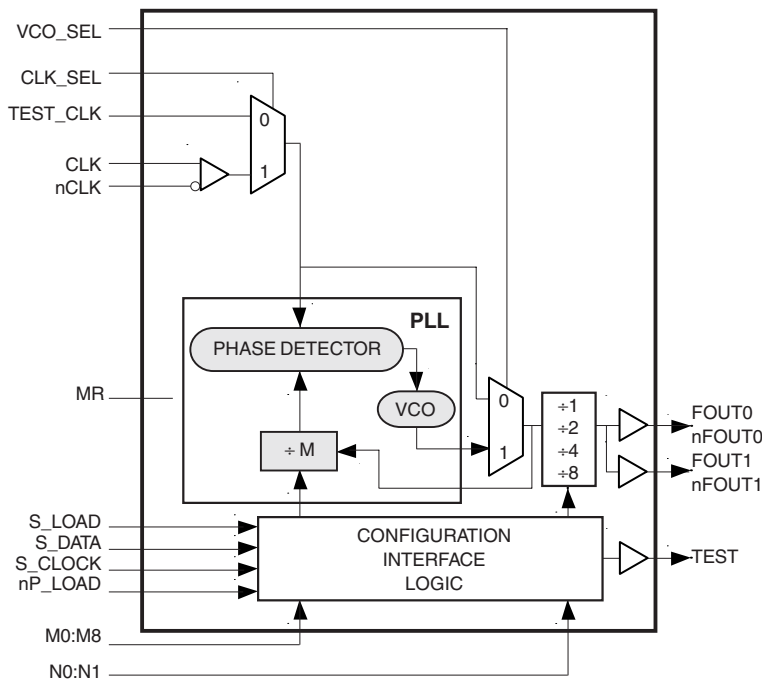 VCO_SEL
CLK_SEL
TEST_CLK
0
CLK
1
nCLK
PLL
PHASE DETECTOR
MR
VCO
0
÷1
÷2
÷4
÷8
FOUT0
nFOUT0
1
÷ M
FOUT1
nFOUT1
S_LOAD
S_DATA
S_CLOCK
nP_LOAD
CONFIGURATION
INTERFACE
LOGIC
TEST
M0:M8
N0:N1